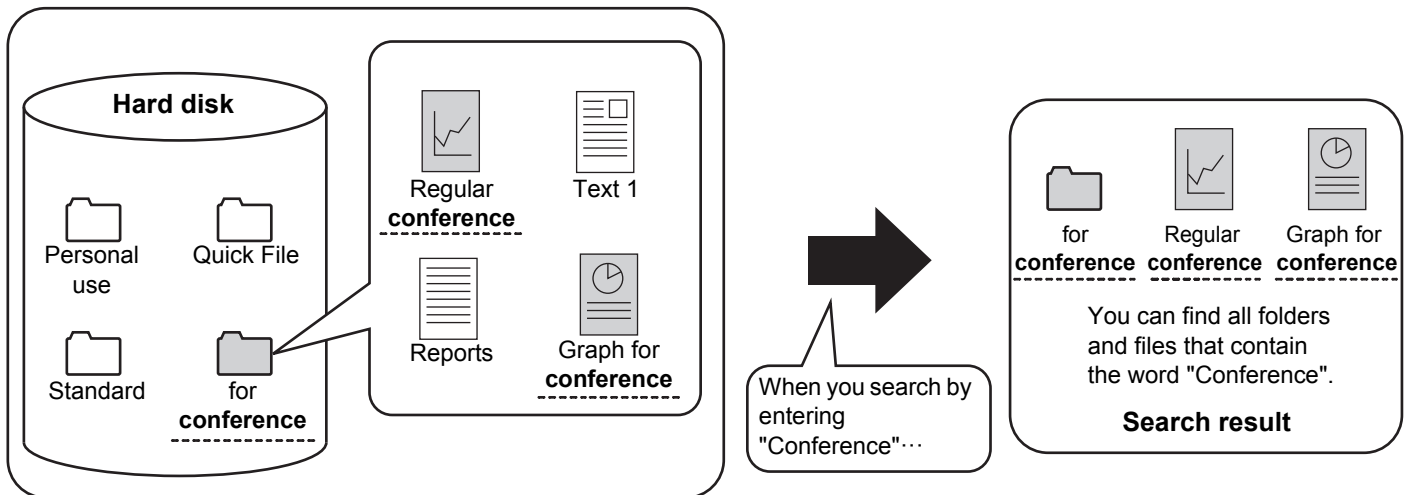 Hard disk
Personal
use
Quick File
Standard
for
conference
Regular
conference
Text 1
Reports
Graph for
conference
When you search by
entering
"Conference"···
for
conference
Regular
conference
Graph for
conference
You can find all folders
and files that contain
the word "Conference".
Search result